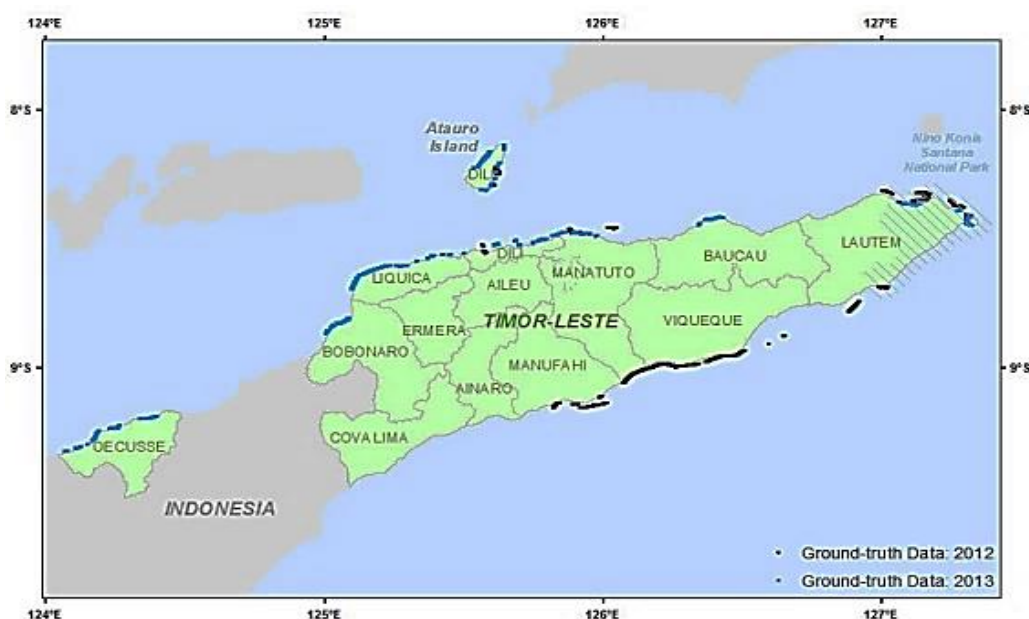 124°E
125°E
126°E
127°E
8°S
8°S
Atauro
Island
Nino Konis
Santana
National Park
DILI
LAUTEM
DILI
BAUCAU
MANATUTO
LIQUICA
AILEU
TIMOR-LESTE
VIQUEQUE
ERMERA
BOBONARO
MANUFAHI
9°S
9°S
AINARO
COVALIMA
OECUSSE
INDONESIA
Ground-truth Data: 2012
Ground-truth Data: 2013
124°E
125°E
126°E
127°E